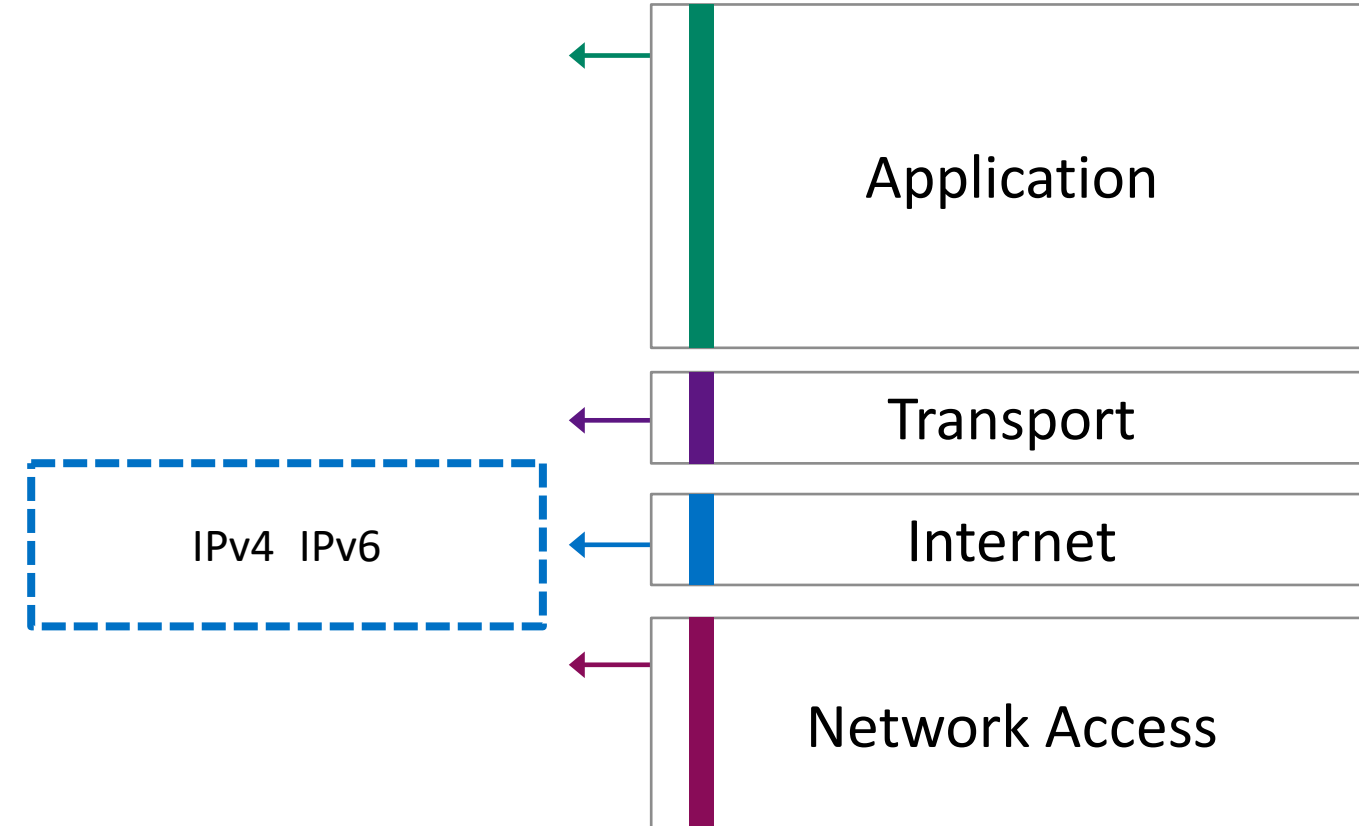 Application
Transport
IPv4 IPv6
Internet
Network Access